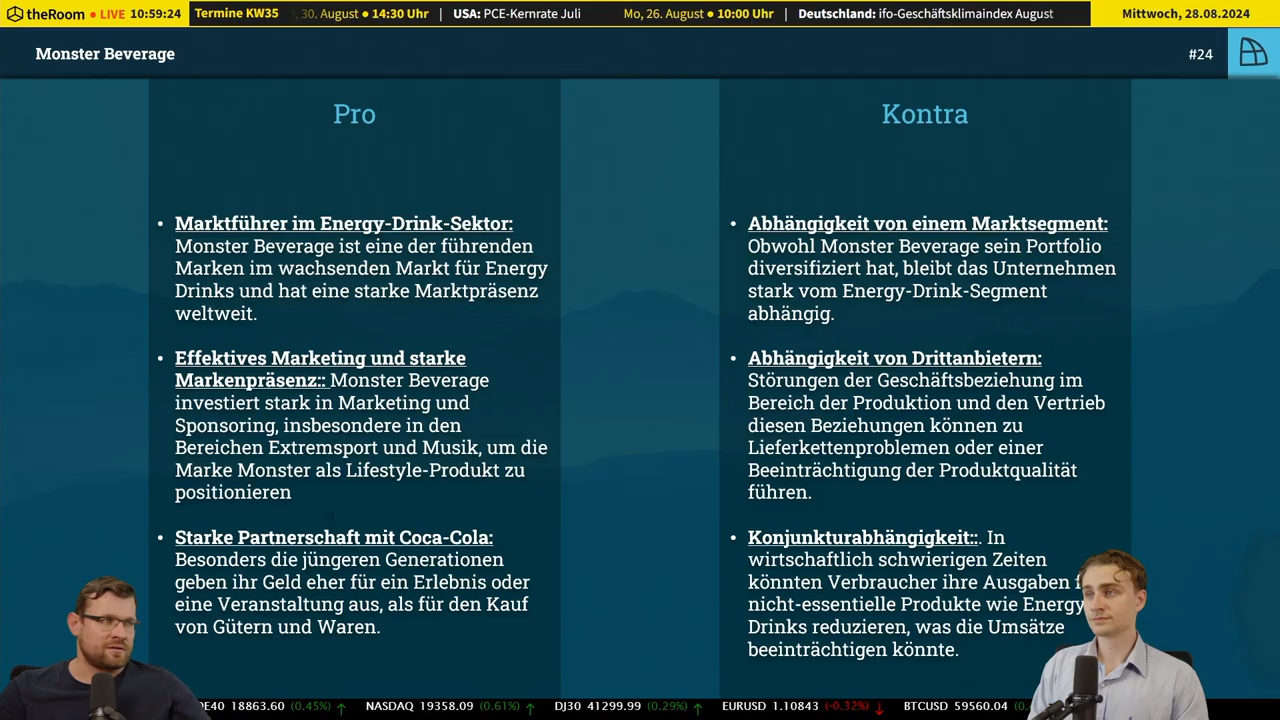 theRoom • LIVE 10:59:24
Termine KW35
30. August • 14:30 Uhr | USA: PCE-Kernrate Juli
Mo, 26. August • 10:00 Uhr | Deutschland: ifo-Geschäftsklimaindex August
Mittwoch, 28.08.2024
Monster Beverage
#24
Pro
• Marktführer im Energy-Drink-Sektor:
Monster Beverage ist eine der führenden
Marken im wachsenden Markt für Energy
Drinks und hat eine starke Marktpräsenz
weltweit.
• Effektives Marketing und starke
Markenpräsenz:: Monster Beverage
investiert stark in Marketing und
Sponsoring, insbesondere in den
Bereichen Extremsport und Musik, um die
Marke Monster als Lifestyle-Produkt zu
positionieren
• Starke Partnerschaft mit Coca-Cola:
Besonders die jüngeren Generationen
geben ihr Geld eher für ein Erlebnis oder
eine Veranstaltung aus, als für den Kauf
von Gütern und Waren.
Kontra
• Abhängigkeit von einem Marktsegment:
Obwohl Monster Beverage sein Portfolio
diversifiziert hat, bleibt das Unternehmen
stark vom Energy-Drink-Segment
abhängig.
• Abhängigkeit von Drittanbietern:
Störungen der Geschäftsbeziehung im
Bereich der Produktion und den Vertrieb
diesen Beziehungen können zu
Lieferkettenproblemen oder einer
Beeinträchtigung der Produktqualität
führen.
• Konjunkturabhängigkeit::. In
wirtschaftlich schwierigen Zeiten
könnten Verbraucher ihre Ausgaben
nicht-essentielle Produkte wie Energy
Drinks reduzieren, was die Umsätze
beeinträchtigen könnte.
18863.60 (0.45%) ↑ NASDAQ 19358.09 (0.61%) ↑ DJ30 41299.99 (0.29%) ↑ EURUSD 1.10843 (-0.32%) ↓ BTCUSD 59560.04